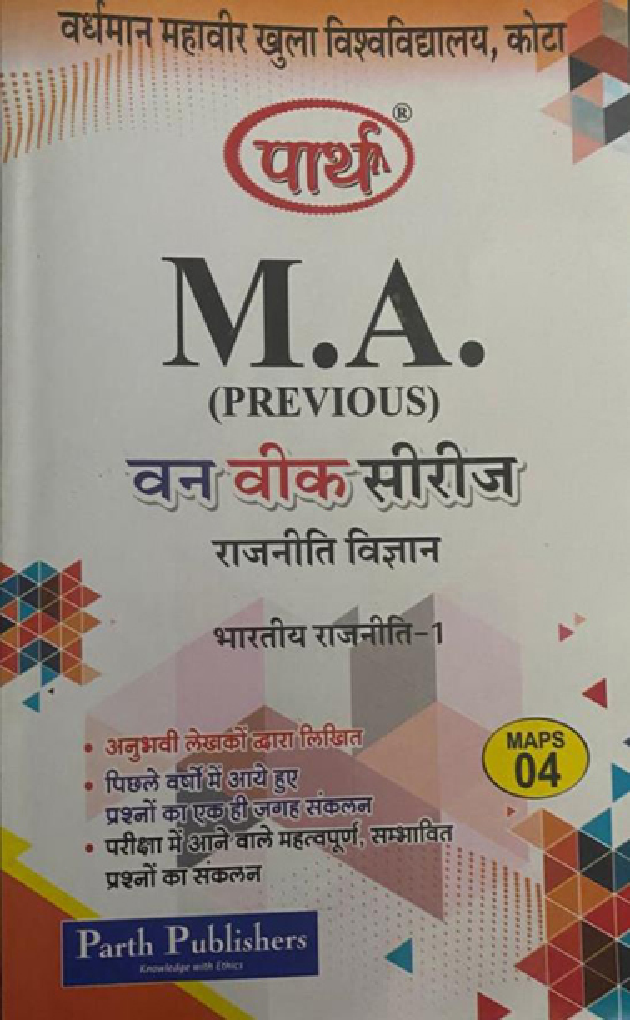 वर्धमान महावीर खुला विश्वविद्यालय, कोटा
पार्थ ®
M.A.
(PREVIOUS)
वन वीक सीरीज
राजनीति विज्ञान
भारतीय राजनीति-1
• अनुभवी लेखकों द्वारा लिखित
• पिछले वर्षो में आये हुए
प्रश्नों का एक ही जगह संकलन
• परीक्षा में आने वाले महत्वपूर्ण, सम्भावित
प्रश्नों का संकलन
MAPS
04
Parth Publishers
Knowledge with Ethics